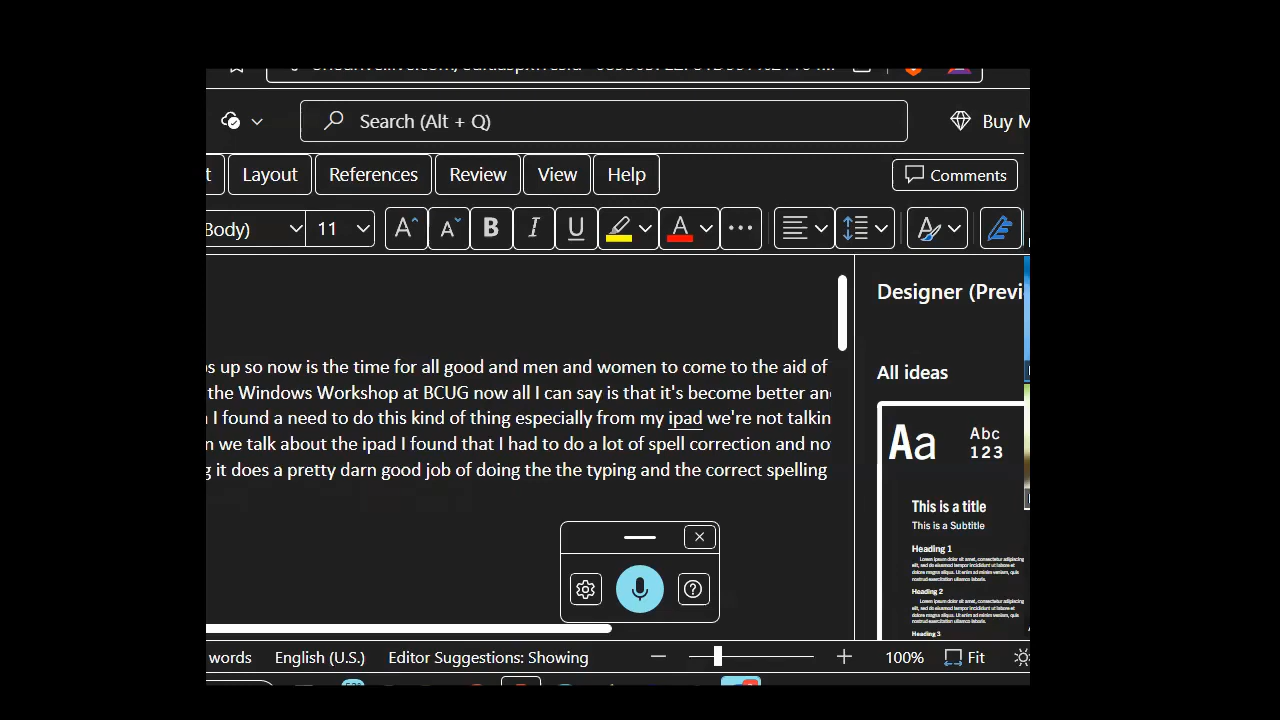 Search (Alt + Q)
Buy M
t Layout References Review View Help
Comments
Body) 11 A A B I U A A
Designer (Previ
All ideas
ps up so now is the time for all good and men and women to come to the aid of
the Windows Workshop at BCUG now all I can say is that it's become better and
I found a need to do this kind of thing especially from my ipad we're not talkin
n we talk about the ipad I found that I had to do a lot of spell correction and no
g it does a pretty darn good job of doing the the typing and the correct spelling
Aa
Abc
123
This is a title
This is a Subtitle
Heading 1
Heading 2
Heading 3
words English (U.S.) Editor Suggestions: Showing 100% Fit